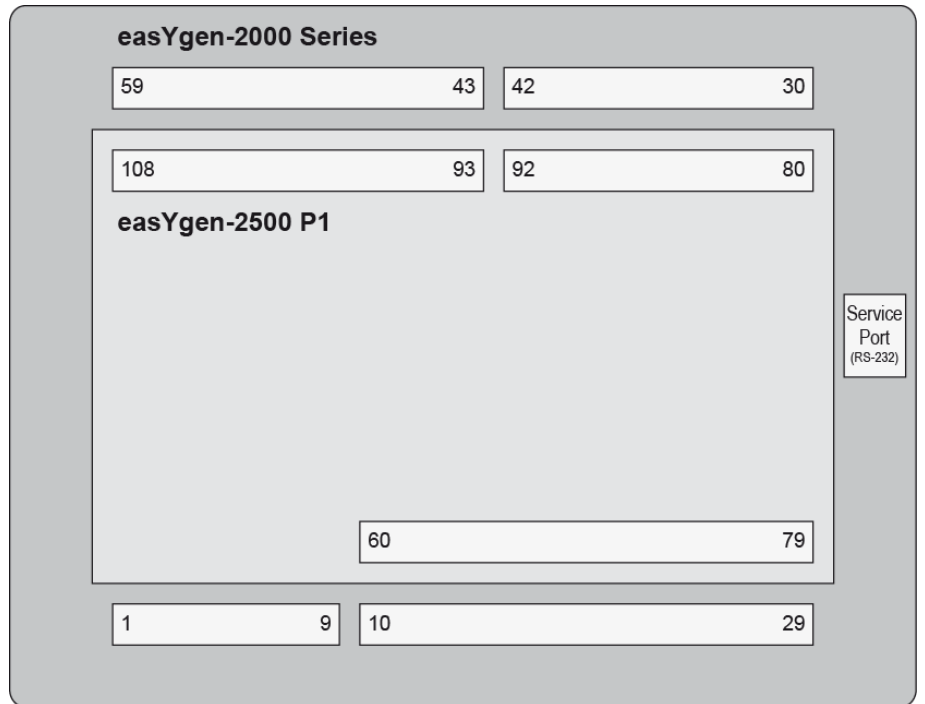 easYgen-2000 Series
59 43 42 30
108 93 92 80
easYgen-2500 P1
Service
Port
(RS-232)
60 79
1 9 10 29